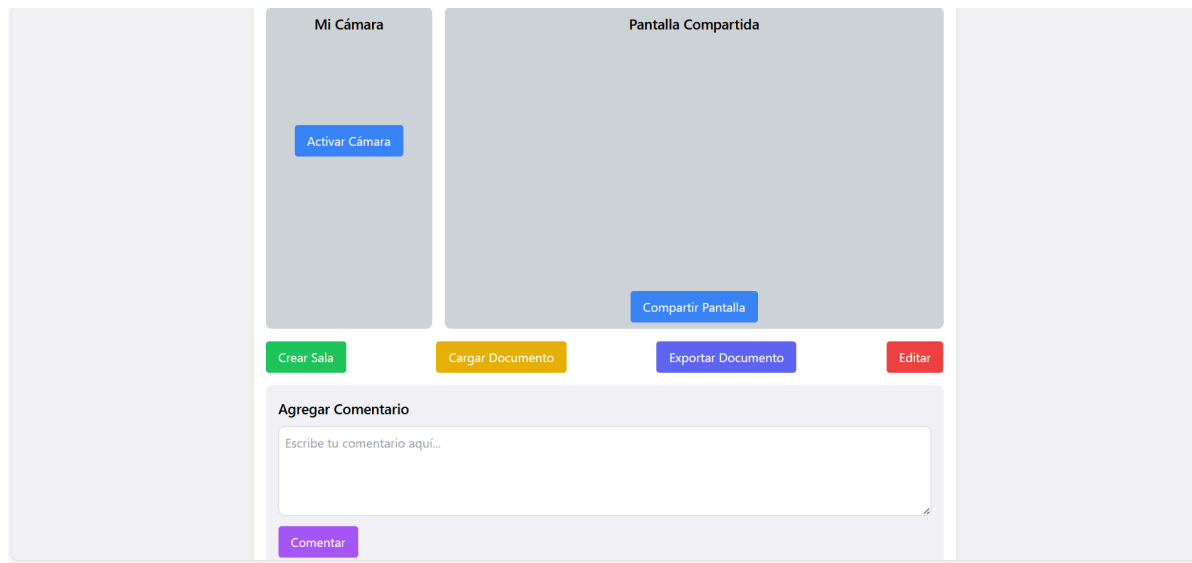 Mi Cámara
Pantalla Compartida
Activar Cámara
Compartir Pantalla
Crear Sala
Cargar Documento
Exportar Documento
Editar
Agregar Comentario
Escribe tu comentario aquí...
Comentar